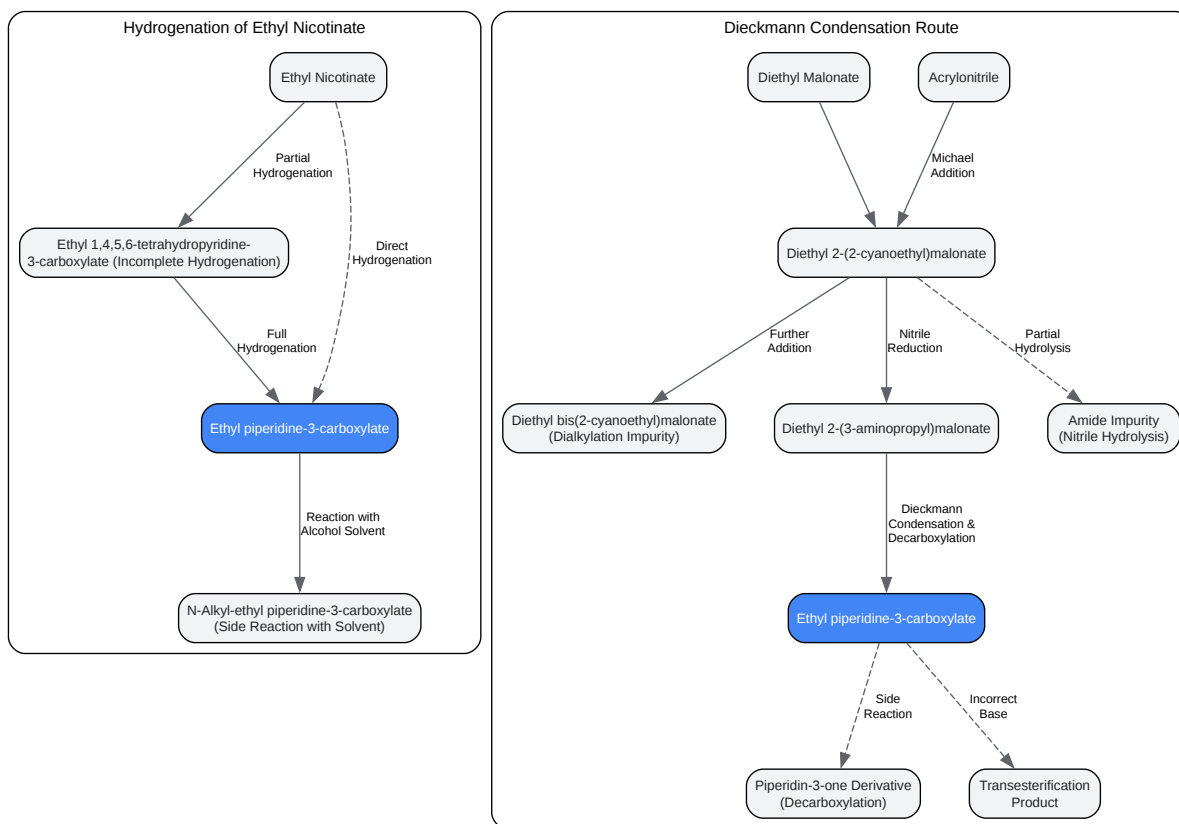 Hydrogenation of Ethyl Nicotinate
Ethyl Nicotinate
Partial
Hydrogenation
Ethyl 1,4,5,6-tetrahydropyridine-
3-carboxylate (Incomplete Hydrogenation)
Direct
Hydrogenation
Full
Hydrogenation
Ethyl piperidine-3-carboxylate
Reaction with
Alcohol Solvent
N-Alkyl-ethyl piperidine-3-carboxylate
(Side Reaction with Solvent)
Dieckmann Condensation Route
Diethyl Malonate
Acrylonitrile
Michael
Addition
Diethyl 2-(2-cyanoethyl)malonate
Further
Addition
Nitrile
Reduction
Partial
Hydrolysis
Diethyl bis(2-cyanoethyl)malonate
(Dialkylation Impurity)
Diethyl 2-(3-aminopropyl)malonate
Amide Impurity
(Nitrile Hydrolysis)
Dieckmann
Condensation &
Decarboxylation
Ethyl piperidine-3-carboxylate
Side
Reaction
Incorrect
Base
Piperidin-3-one Derivative
(Decarboxylation)
Transesterification
Product